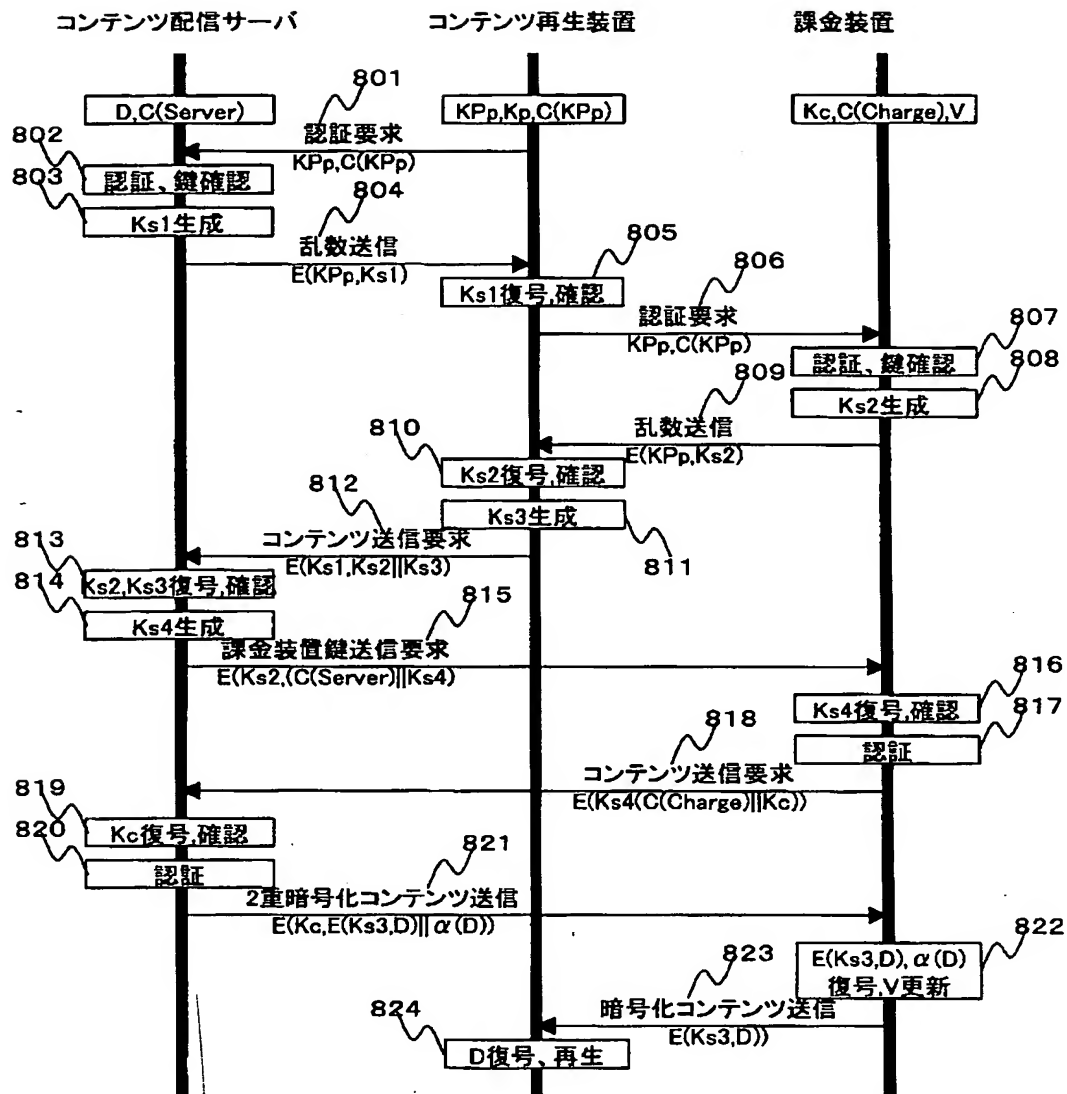 コンテンツ配信サーバ
コンテンツ再生装置
課金装置
D,C(Server)
KPp,Kp,C(KPp)
Kc,C(Charge),V
801
認証要求
KPp,C(KPp)
802
認証、鍵確認
803
Ks1生成
804
乱数送信
E(KPp,Ks1)
805
Ks1復号,確認
806
認証要求
KPp,C(KPp)
807
認証、鍵確認
808
Ks2生成
809
乱数送信
E(KPp,Ks2)
810
Ks2復号,確認
Ks3生成
811
812
コンテンツ送信要求
E(Ks1,Ks2||Ks3)
813
Ks2,Ks3復号,確認
814
Ks4生成
815
課金装置鍵送信要求
E(Ks2,(C(Server)||Ks4)
816
Ks4復号,確認
817
認証
818
コンテンツ送信要求
E(Ks4(C(Charge)||Kc))
819
Kc復号,確認
820
認証
821
2重暗号化コンテンツ送信
E(Kc,E(Ks3,D)||α(D))
822
E(Ks3,D),α(D)
復号,V更新
823
暗号化コンテンツ送信
E(Ks3,D))
824
D復号、再生